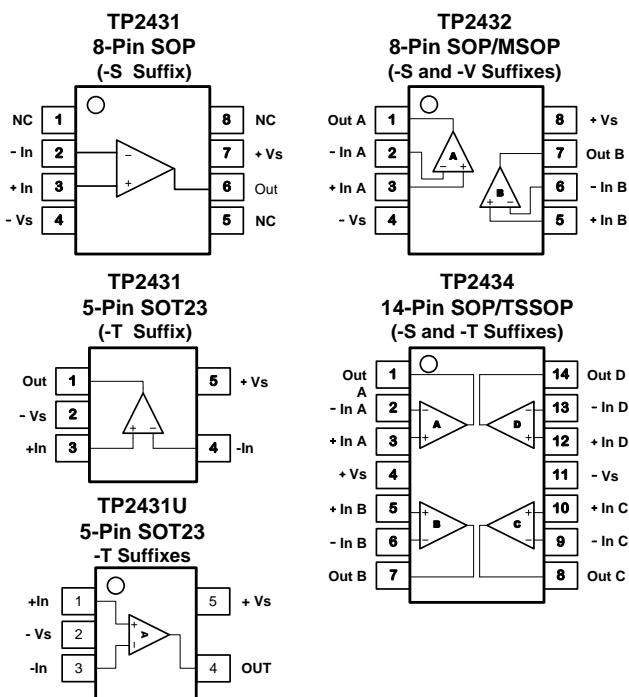 TP2431
8-Pin SOP
(-S Suffix)
NC 1 8 NC
- In 2 7 + Vs
+ In 3 6 Out
- Vs 4 5 NC
- +
TP2432
8-Pin SOP/MSOP
(-S and -V Suffixes)
Out A 1 8 + Vs
- In A 2 7 Out B
+ In A 3 6 - In B
- Vs 4 5 + In B
A
- +
B
+ -
TP2431
5-Pin SOT23
(-T Suffix)
Out 1 5 + Vs
- Vs 2
+In 3 4 -In
+ -
TP2434
14-Pin SOP/TSSOP
(-S and -T Suffixes)
Out A 1 14 Out D
- In A 2 13 - In D
+ In A 3 12 + In D
+ Vs 4 11 - Vs
+ In B 5 10 + In C
- In B 6 9 - In C
Out B 7 8 Out C
- A + - D +
+ B - + C -
TP2431U
5-Pin SOT23
-T Suffixes
+In 1 5 + Vs
- Vs 2
-In 3 4 OUT
+ A -